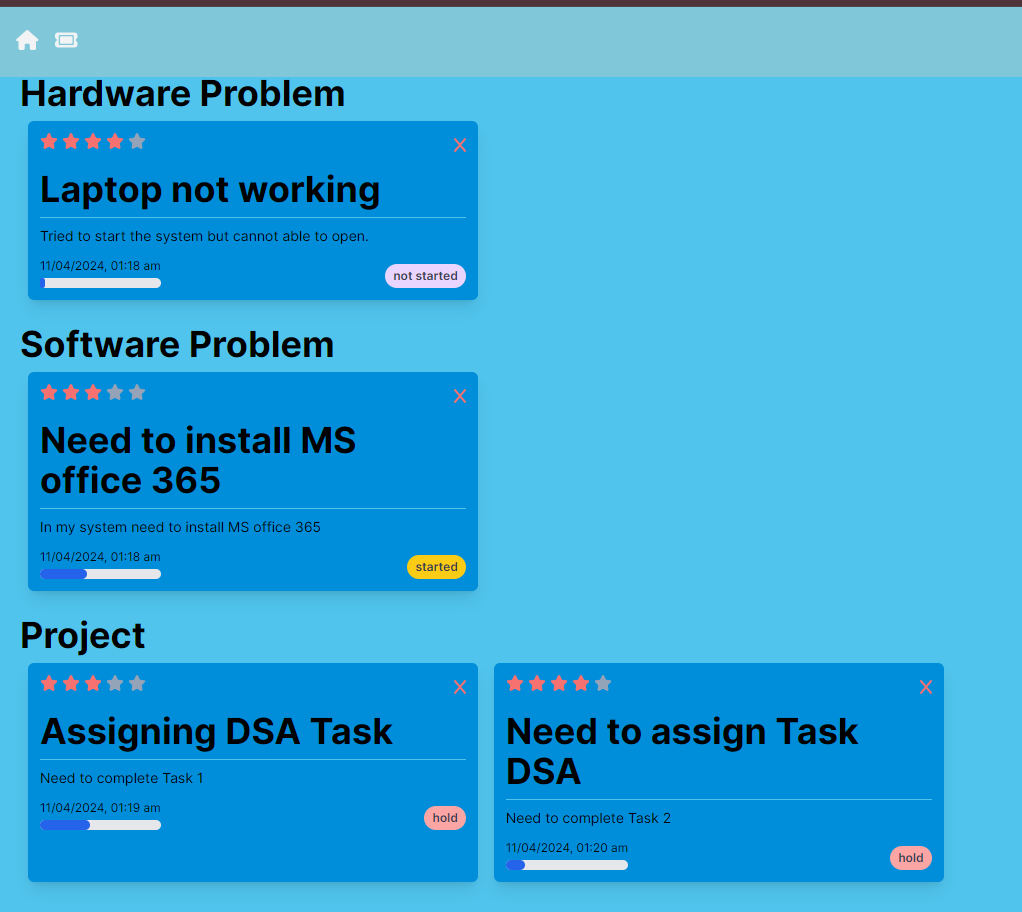 Hardware Problem
Laptop not working
Tried to start the system but cannot able to open.
11/04/2024, 01:18 am
not started
Software Problem
Need to install MS
office 365
In my system need to install MS office 365
11/04/2024, 01:18 am
started
Project
Assigning DSA Task
Need to complete Task 1
11/04/2024, 01:19 am
hold
Need to assign Task
DSA
Need to complete Task 2
11/04/2024, 01:20 am
hold